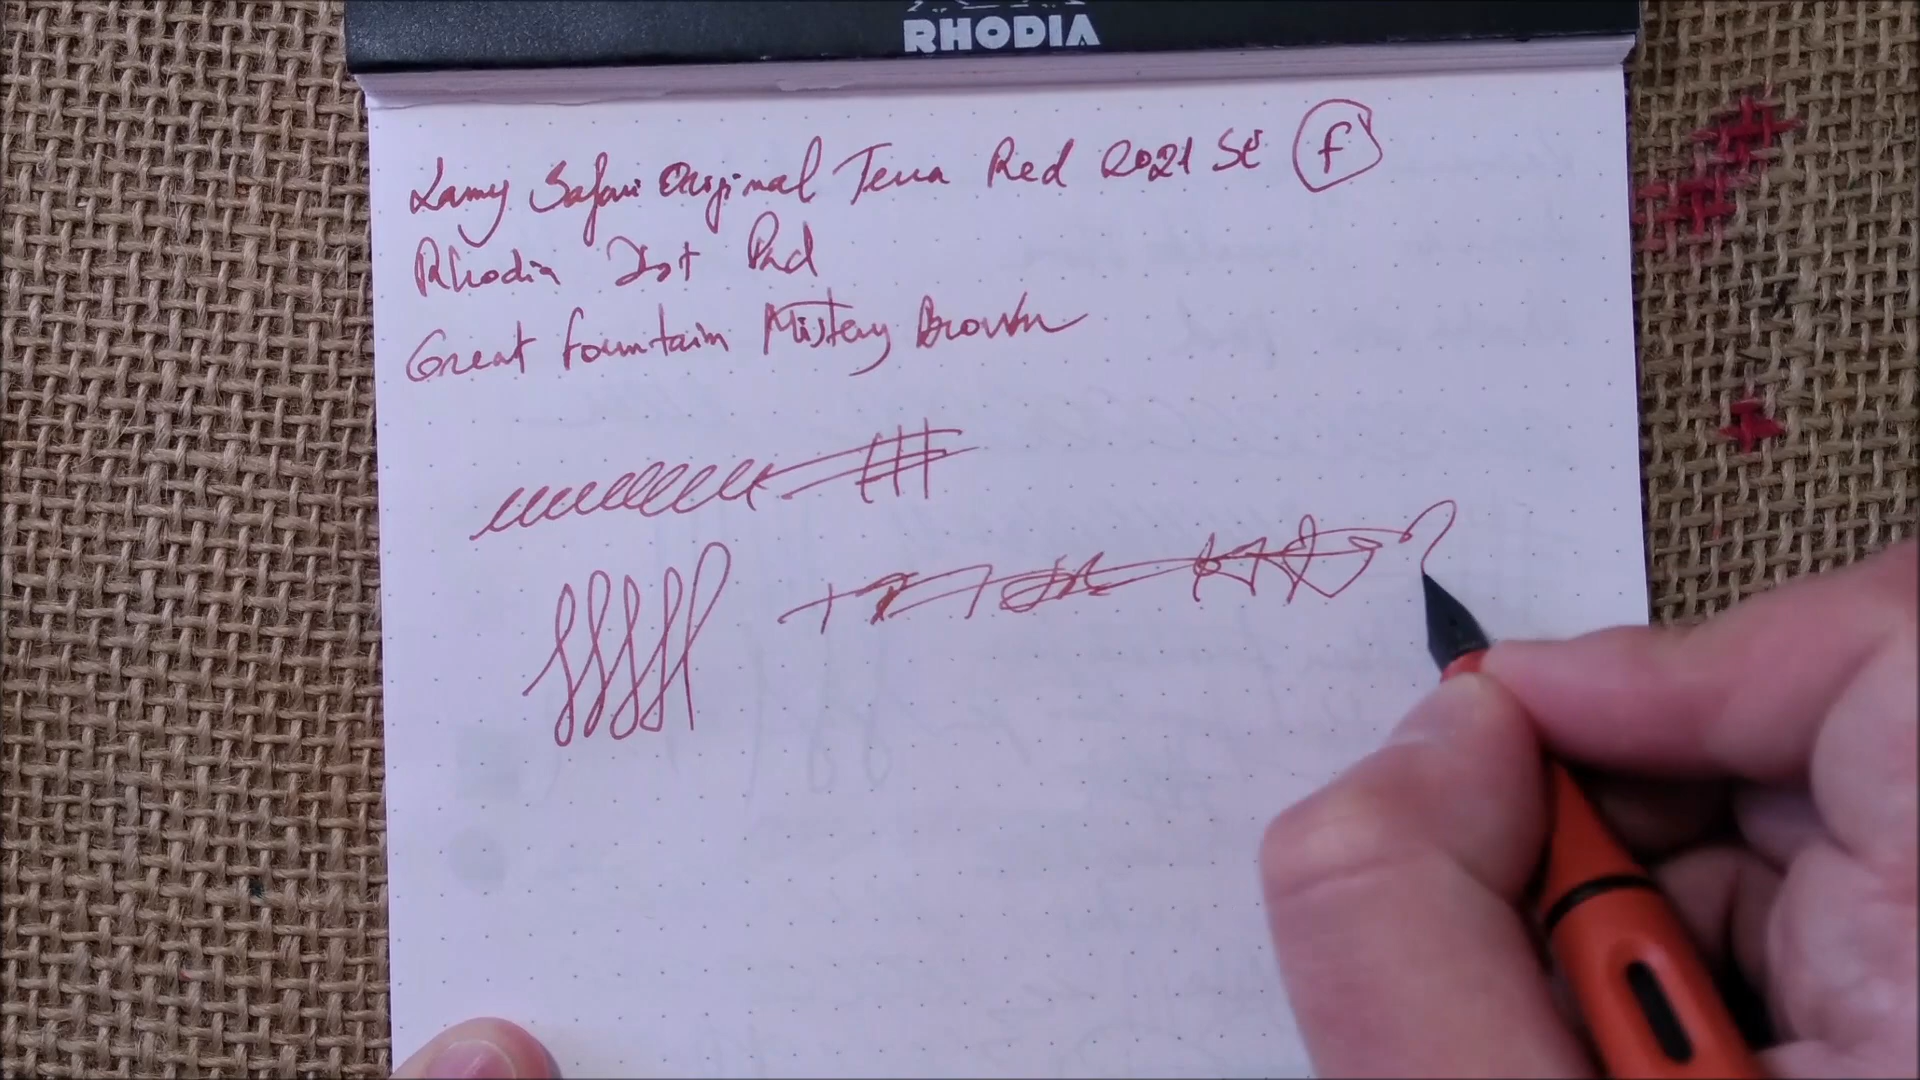 RHODIA
Lamy Safari Original Terra Red 2021 SE f
Rhodia Dot Pad
Great fountain Mistery Brown